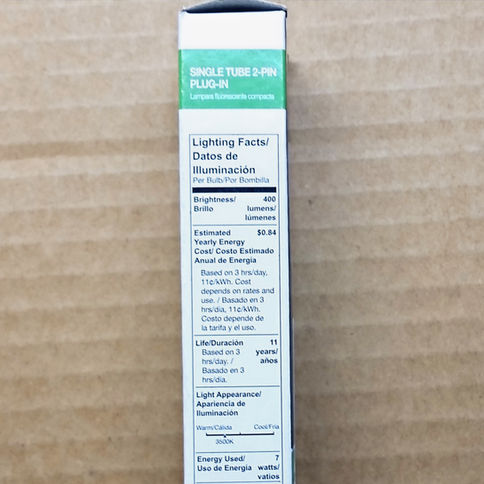 SINGLE TUBE 2-PIN
PLUG-IN
Lampara fluorescente compacta
Lighting Facts/
Datos de
Illuminación
Per Bulb/Por Bombilla
Brightness/ 400
Brillo lumens/
lúmenes
Estimated $0.84
Yearly Energy
Cost/ Costo Estimado
Anual de Energía
Based on 3 hrs/day,
11¢/kWh. Cost
depends on rates and
use. / Basado en 3
hrs/dia, 11¢/kWh.
Costo depende de
la tarifa y el uso.
Life/Duración 11
Based on 3 years/
hrs/day. / años
Basado en 3
hrs/dia.
Light Appearance/
Apariencia de
Iluminación
Warm/Cálida Cool/Fría
3500K
Energy Used/ 7
Uso de Energía watts/
vatios